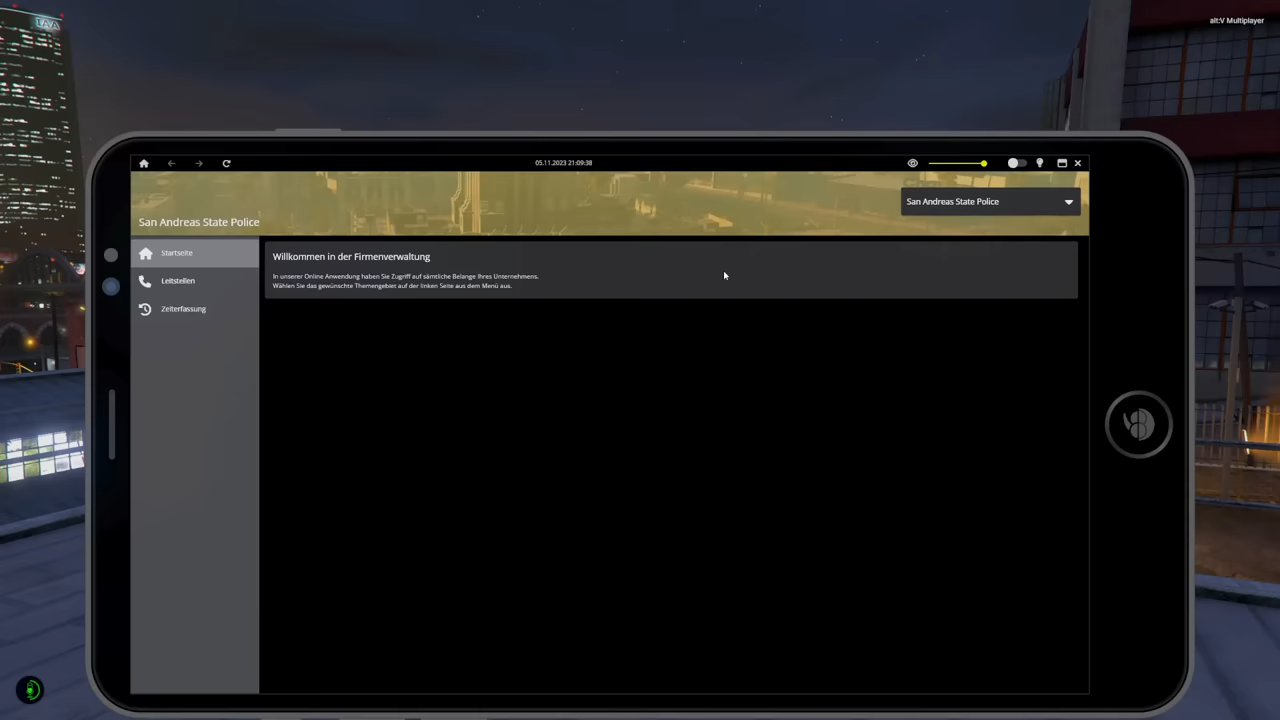 IAA
alt:V Multiplayer
05.11.2023 21:09:38
San Andreas State Police
San Andreas State Police
Startseite
Leitstellen
Zeiterfassung
Willkommen in der Firmenverwaltung
In unserer Online Anwendung haben Sie Zugriff auf sämtliche Belange Ihres Unternehmens.
Wählen Sie das gewünschte Themengebiet auf der linken Seite aus dem Menü aus.